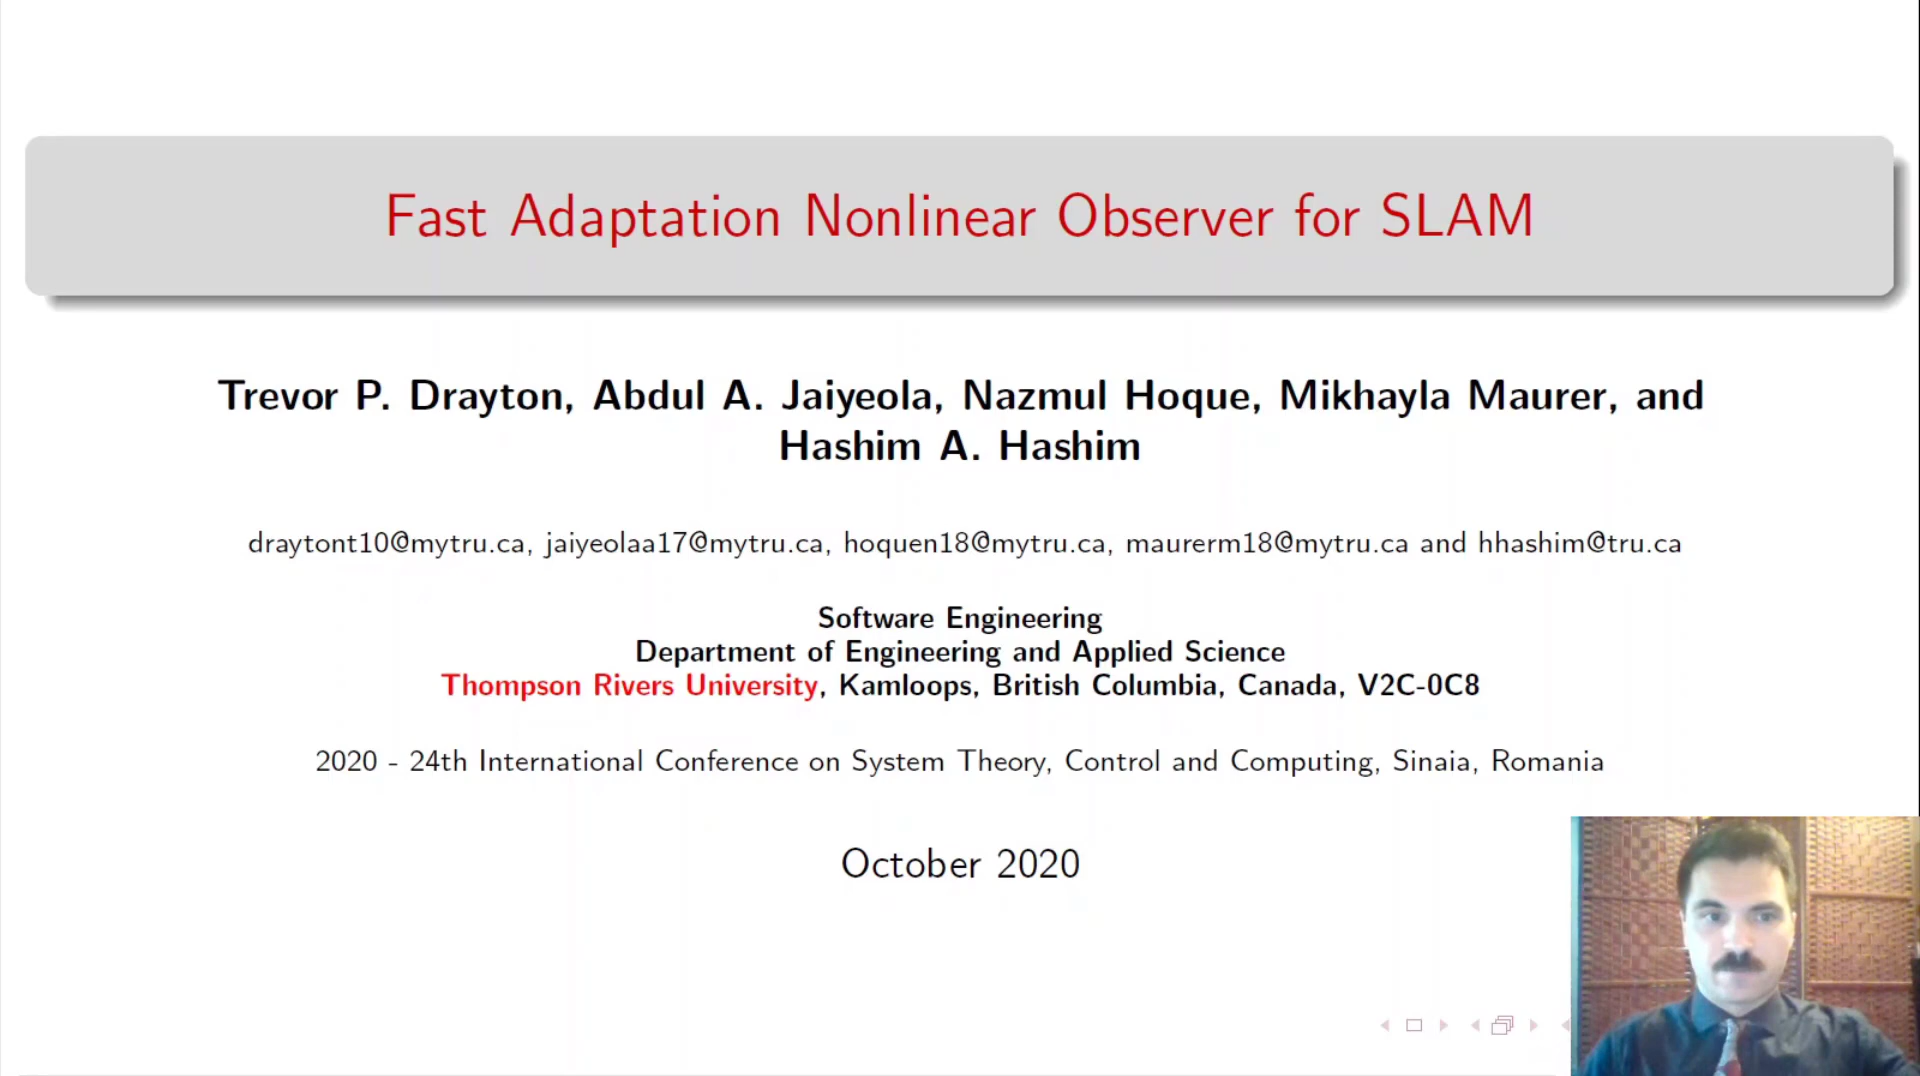 Fast Adaptation Nonlinear Observer for SLAM
Trevor P. Drayton, Abdul A. Jaiyeola, Nazmul Hoque, Mikhayla Maurer, and
Hashim A. Hashim
draytont10@mytru.ca, jaiyeolaa17@mytru.ca, hoquen18@mytru.ca, maurerm18@mytru.ca and hhashim@tru.ca
Software Engineering
Department of Engineering and Applied Science
Thompson Rivers University, Kamloops, British Columbia, Canada, V2C-0C8
2020 - 24th International Conference on System Theory, Control and Computing, Sinaia, Romania
October 2020